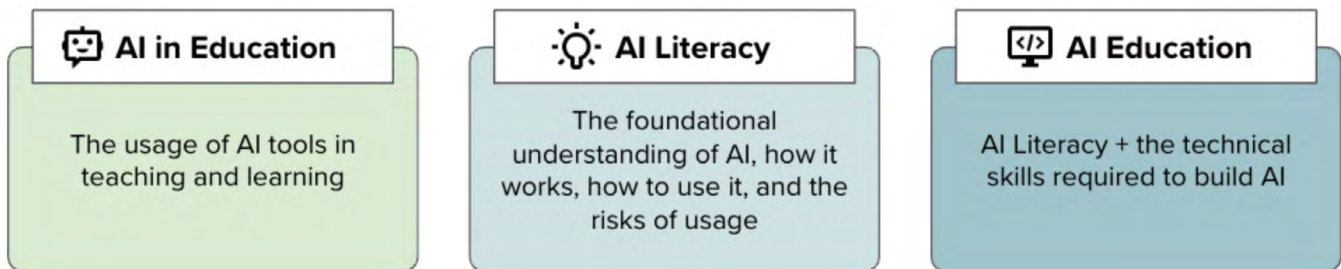 AI in Education
The usage of AI tools in
teaching and learning
AI Literacy
The foundational
understanding of AI, how it
works, how to use it, and the
risks of usage
</> AI Education
AI Literacy + the technical
skills required to build AI